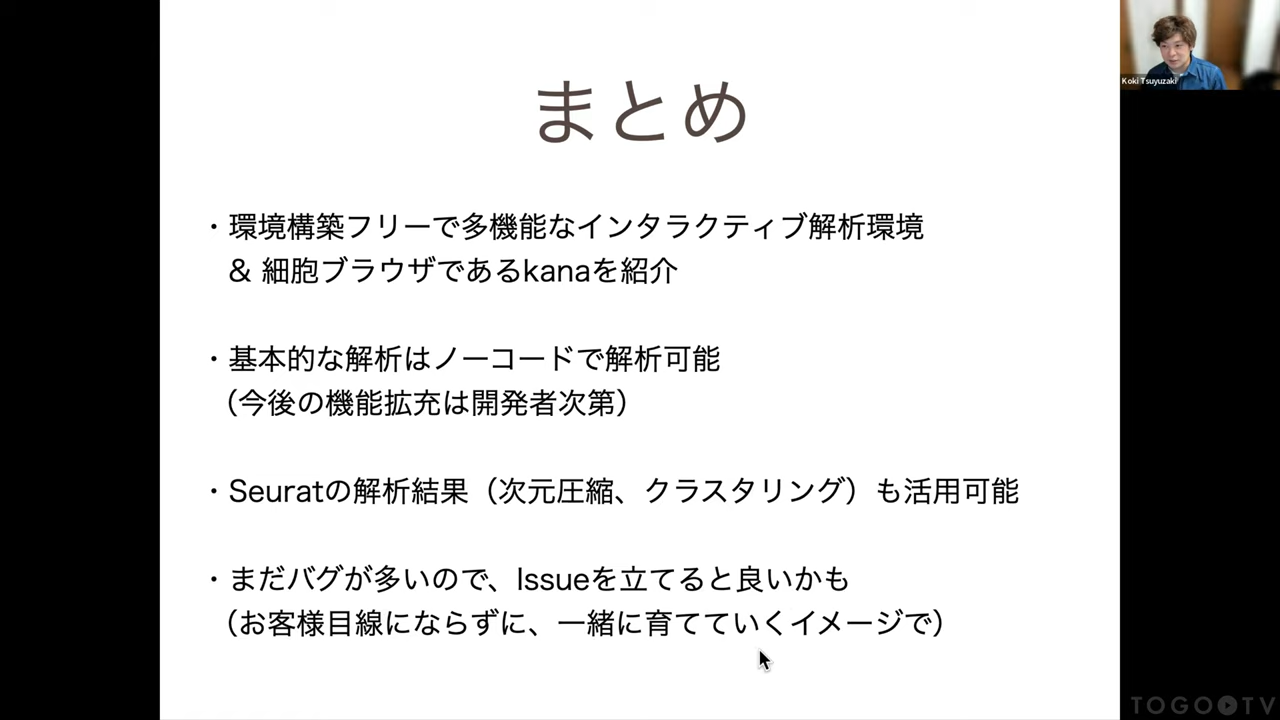 Koki Tsuyuzaki
まとめ
・環境構築フリーで多機能なインタラクティブ解析環境
& 細胞ブラウザであるkanaを紹介
・基本的な解析はノーコードで解析可能
（今後の機能拡充は開発者次第）
・Seuratの解析結果（次元圧縮、クラスタリング）も活用可能
・まだバグが多いので、Issueを立てると良いかも
（お客様目線にならずに、一緒に育てていくイメージで）
TOGO TV